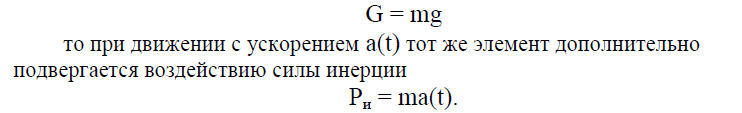 G = mg
то при движении с ускорением a(t) тот же элемент дополнительно
подвергается воздействию силы инерции
Pи = ma(t).